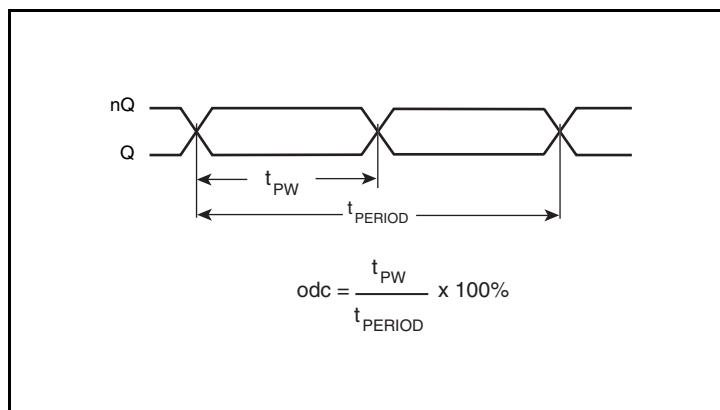 nQ
Q
tPW
tPERIOD
tPW
odc = x 100%
tPERIOD